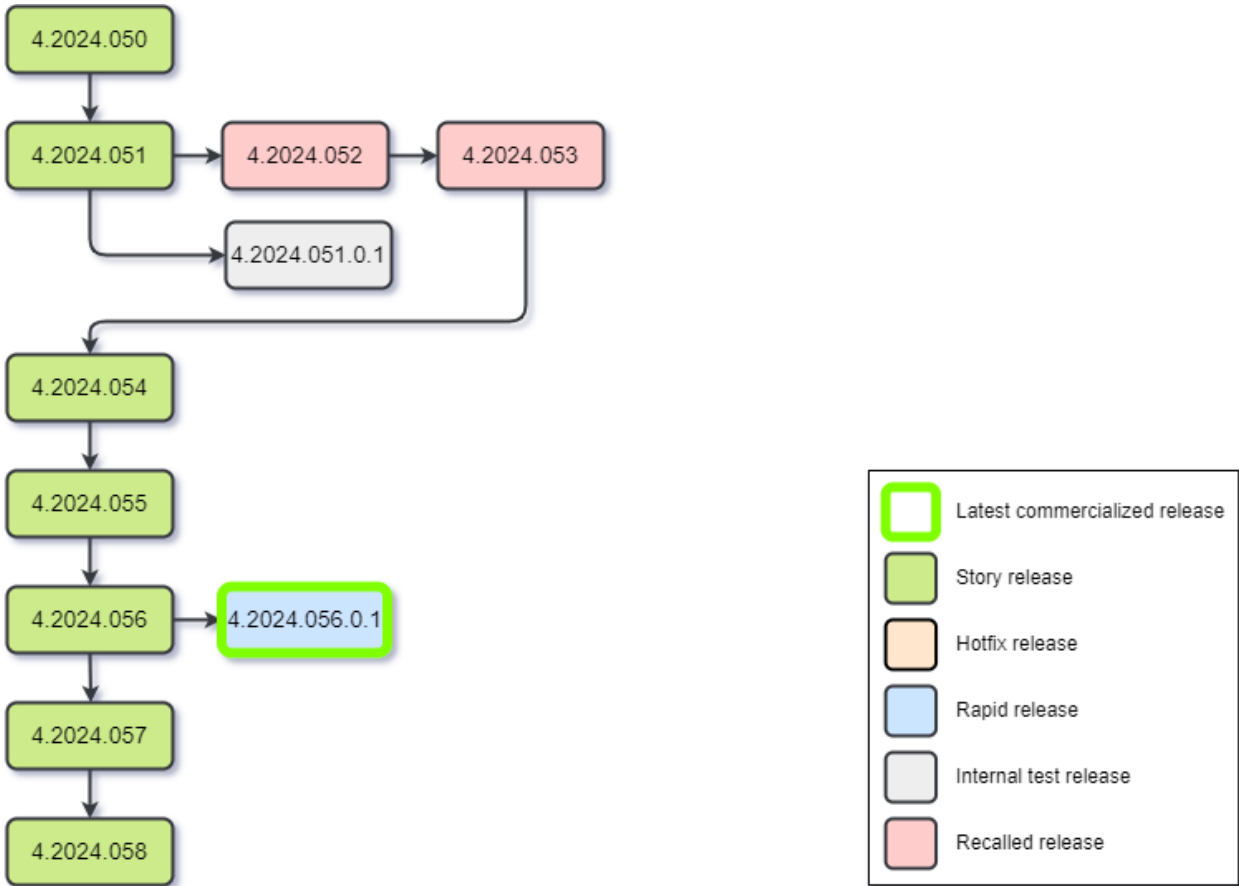 4.2024.050
4.2024.051
4.2024.052
4.2024.053
4.2024.051.0.1
4.2024.054
4.2024.055
4.2024.056
4.2024.056.0.1
4.2024.057
4.2024.058
Latest commercialized release
Story release
Hotfix release
Rapid release
Internal test release
Recalled release